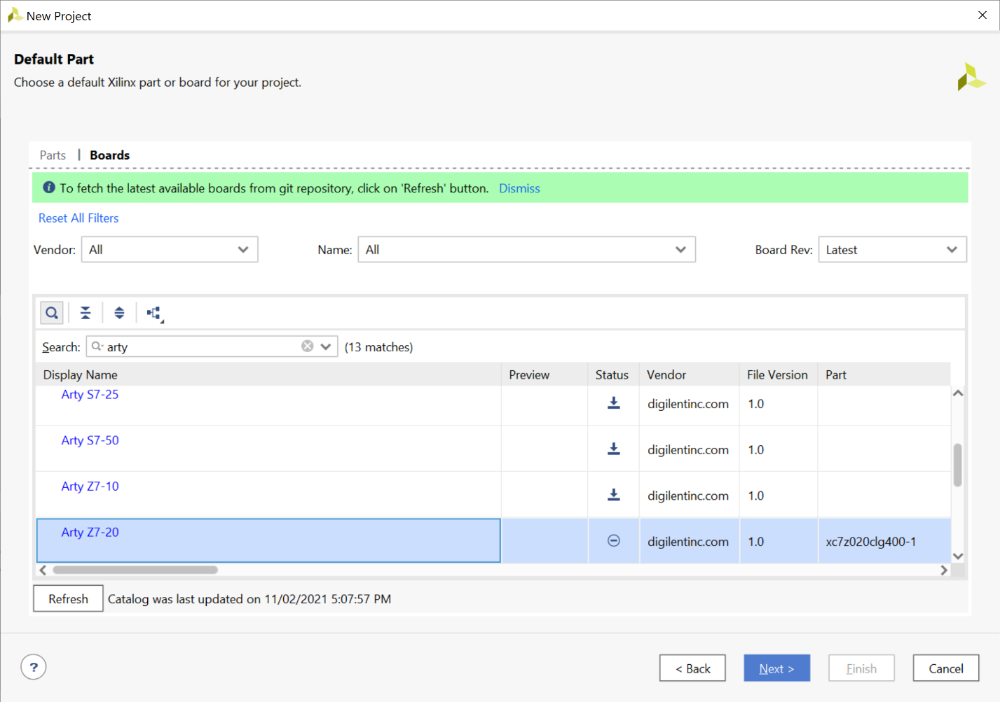 New Project
Default Part
Choose a default Xilinx part or board for your project.
Parts | Boards
To fetch the latest available boards from git repository, click on 'Refresh' button. Dismiss
Reset All Filters
Vendor: All Name: All Board Rev: Latest
Search: arty (13 matches)
Display Name Preview Status Vendor File Version Part
Arty S7-25 digilentinc.com 1.0
Arty S7-50 digilentinc.com 1.0
Arty Z7-10 digilentinc.com 1.0
Arty Z7-20 digilentinc.com 1.0 xc7z020clg400-1
Refresh Catalog was last updated on 11/02/2021 5:07:57 PM
? < Back Next > Finish Cancel